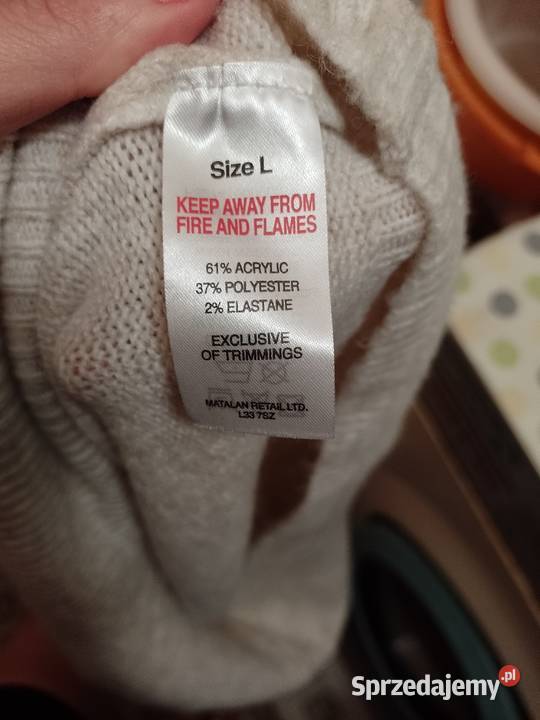 Size L
KEEP AWAY FROM
FIRE AND FLAMES
61% ACRYLIC
37% POLYESTER
2% ELASTANE
EXCLUSIVE
OF TRIMMINGS
MATALAN RETAIL LTD.
L33 7SZ
Sprzedajemy.pl